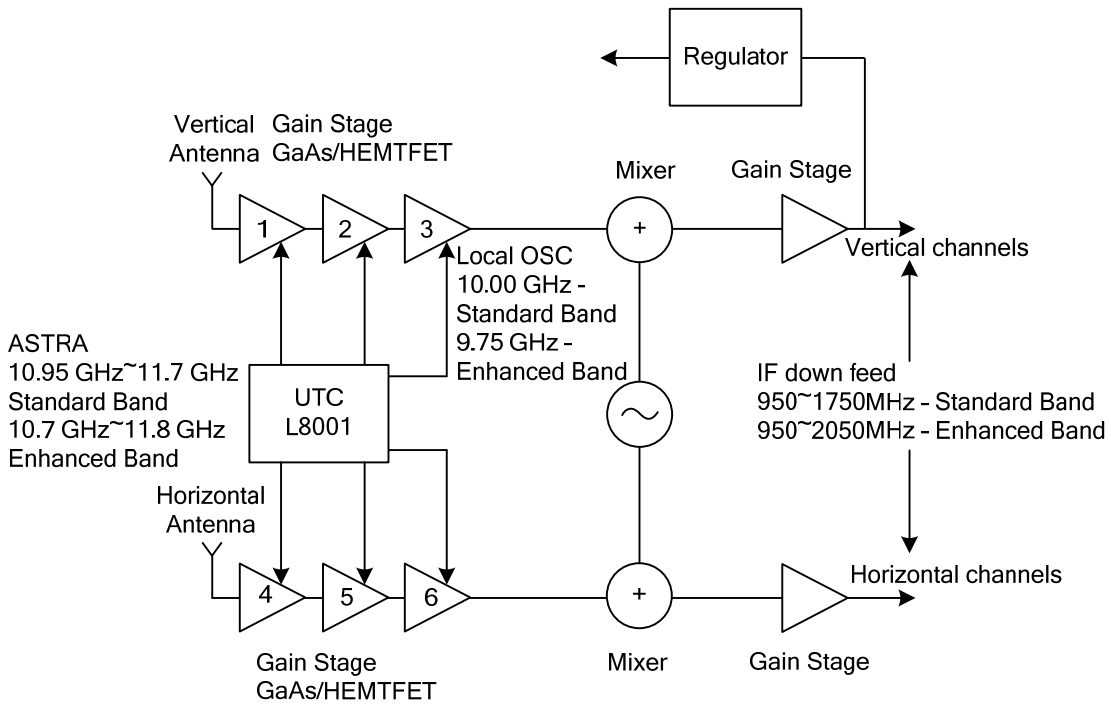 Regulator
Vertical
Antenna
Gain Stage
GaAs/HEMTFET
Mixer
Gain Stage
1
2
3
+
Vertical channels
Local OSC
10.00 GHz -
Standard Band
9.75 GHz -
Enhanced Band
ASTRA
10.95 GHz~11.7 GHz
Standard Band
10.7 GHz~11.8 GHz
Enhanced Band
UTC
L8001
IF down feed
950~1750MHz - Standard Band
950~2050MHz - Enhanced Band
Horizontal
Antenna
4
5
6
+
Horizontal channels
Gain Stage
GaAs/HEMTFET
Mixer
Gain Stage